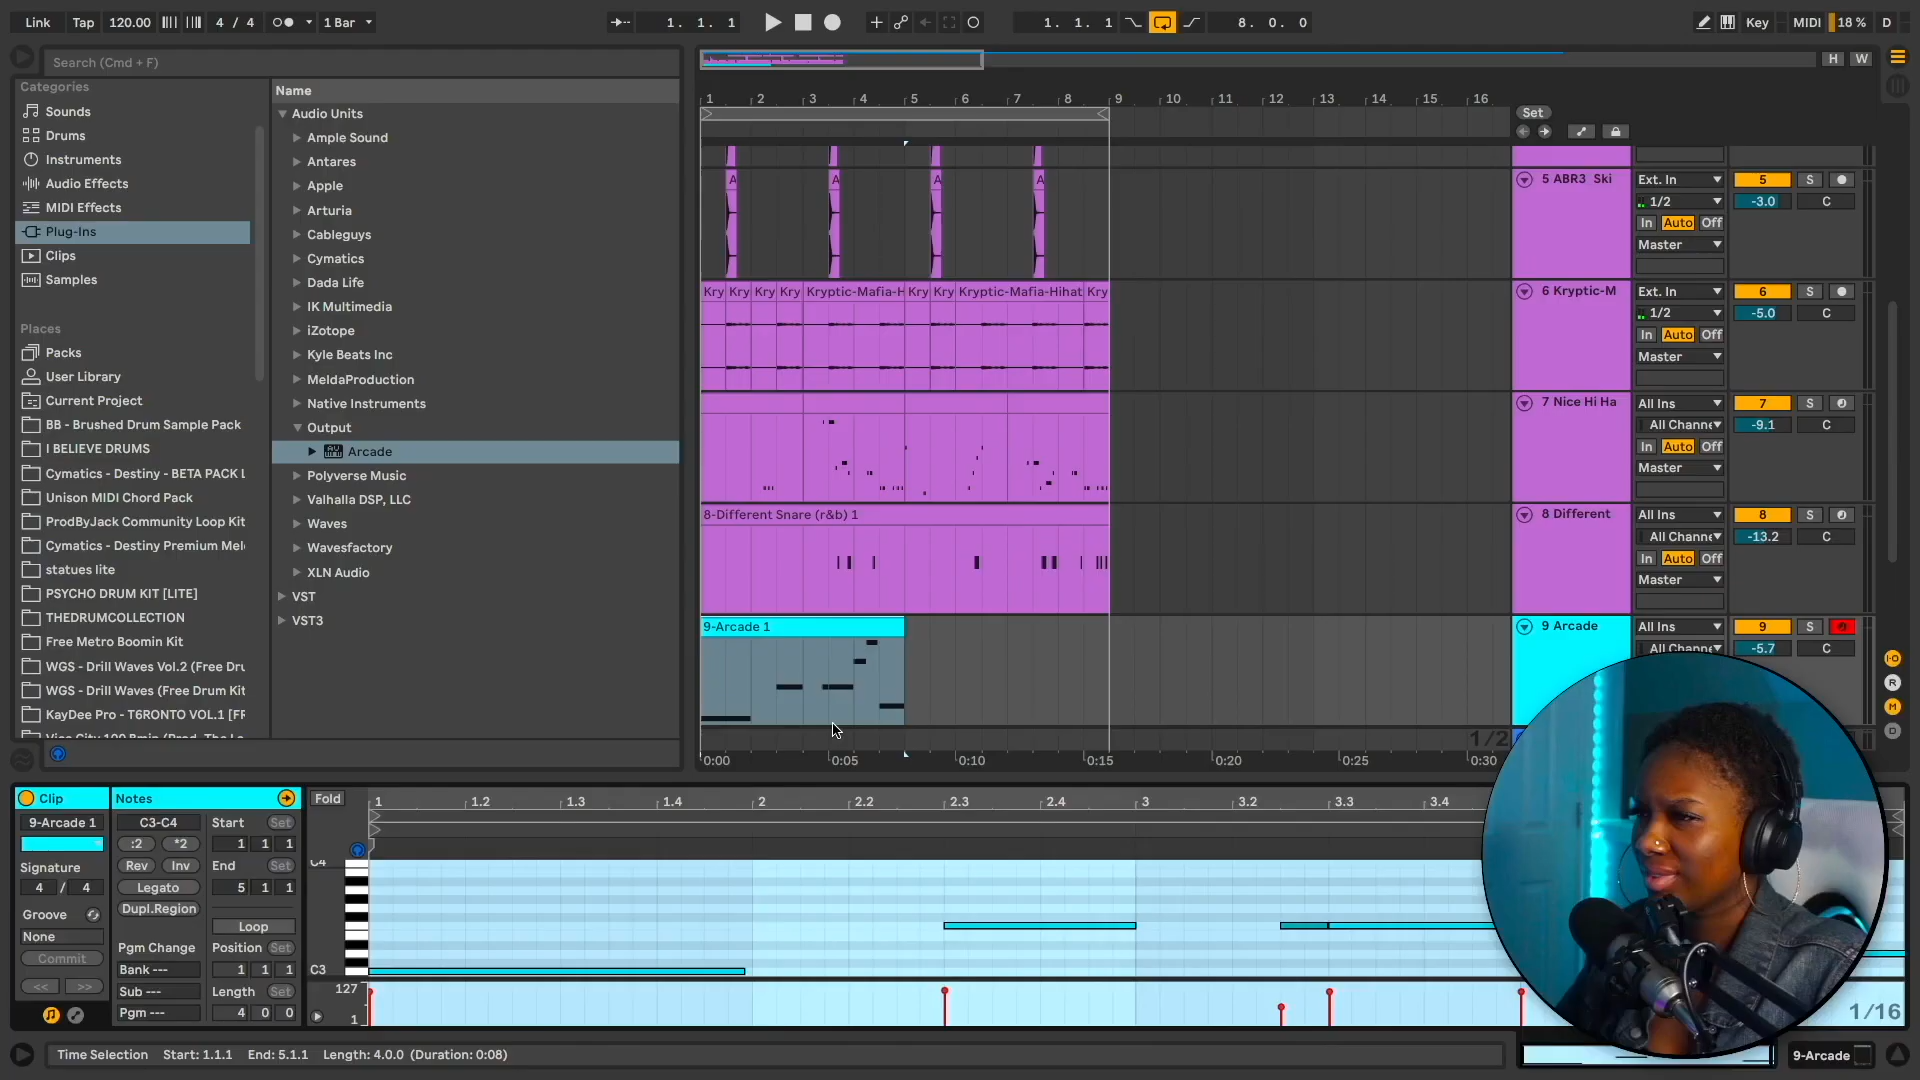 Link Tap 120.00 4 / 4 1 Bar 1. 1. 1 1. 1. 1 8. 0. 0 Key MIDI 18 % D
Search (Cmd + F)
H W
Categories
Sounds
Drums
Instruments
Audio Effects
MIDI Effects
Plug-Ins
Clips
Samples
Places
Packs
User Library
Current Project
BB - Brushed Drum Sample Pack
I BELIEVE DRUMS
Cymatics - Destiny - BETA PACK L
Unison MIDI Chord Pack
ProdByJack Community Loop Kit
Cymatics - Destiny Premium Mel
statues lite
PSYCHO DRUM KIT [LITE]
THEDRUMCOLLECTION
Free Metro Boomin Kit
WGS - Drill Waves Vol.2 (Free Dru
WGS - Drill Waves (Free Drum Kit
KayDee Pro - T6RONTO VOL.1 [FR
Name
Audio Units
Ample Sound
Antares
Apple
Arturia
Cableguys
Cymatics
Dada Life
IK Multimedia
iZotope
Kyle Beats Inc
MeldaProduction
Native Instruments
Output
Arcade
Polyverse Music
Valhalla DSP, LLC
Waves
Wavesfactory
XLN Audio
VST
VST3
1 2 3 4 5 6 7 8 9 10 11 12 13 14 15 16
Set
A A A A
5 ABR3 Ski Ext. In 5 S
1/2 -3.0 C
In Auto Off
Master
Kry Kry Kry Kry Kryptic-Mafia-H Kry Kry Kryptic-Mafia-Hihat Kry
6 Kryptic-M Ext. In 6 S
1/2 -5.0 C
In Auto Off
Master
7 Nice Hi Ha All Ins 7 S
All Channe -9.1 C
In Auto Off
Master
8-Different Snare (r&b) 1
8 Different All Ins 8 S
All Channe -13.2 C
In Auto Off
Master
9-Arcade 1
9 Arcade All Ins 9 S
All Channe -5.7 C
I·O
R
M
D
1/2
0:00 0:05 0:10 0:15 0:20 0:25 0:30
Clip
9-Arcade 1
Signature
4 / 4
Groove
None
Commit
<< >>
Notes
C3-C4
:2 *2
Rev Inv
Legato
Dupl.Region
Pgm Change
Bank ---
Sub ---
Pgm ---
Start Set
1 1 1
End Set
5 1 1
Loop
Position Set
1 1 1
Length Set
4 0 0
Fold
1 1.2 1.3 1.4 2 2.2 2.3 2.4 3 3.2 3.3 3.4
C4
C3
127
1
1/16
Time Selection Start: 1.1.1 End: 5.1.1 Length: 4.0.0 (Duration: 0:08)
9-Arcade